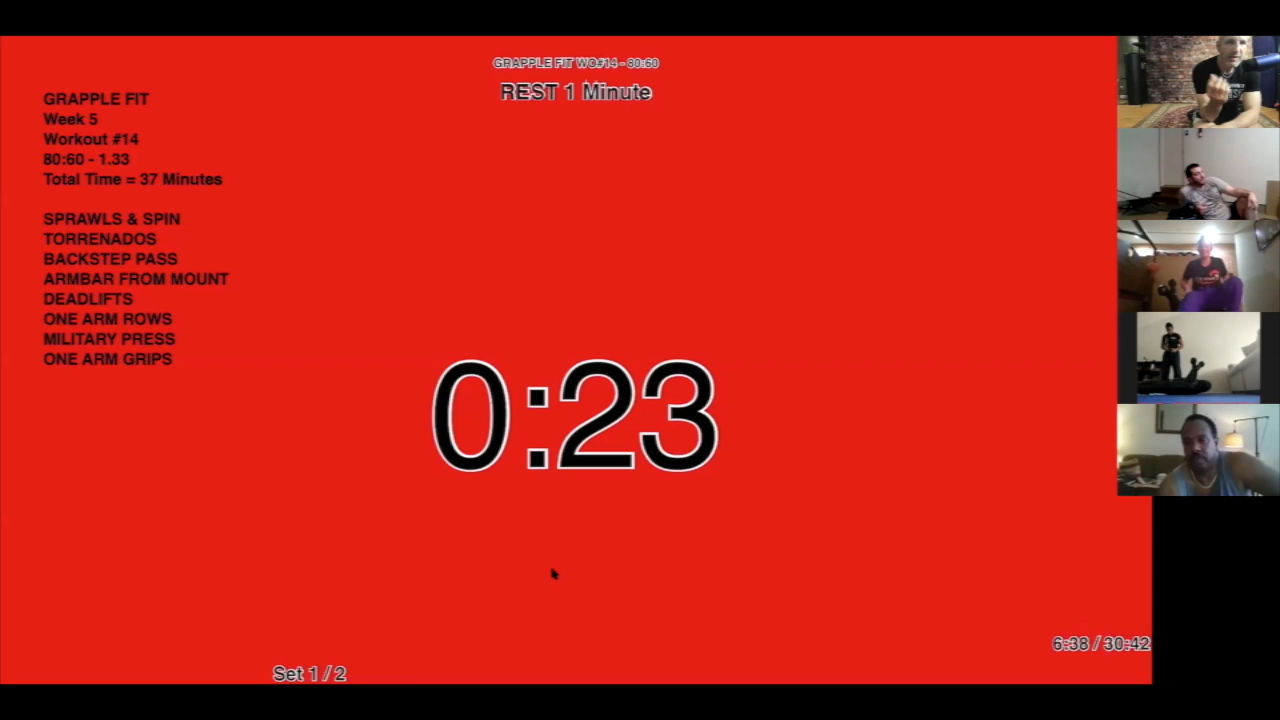 GRAPPLE FIT WO#14 - 80:60
REST 1 Minute
GRAPPLE FIT
Week 5
Workout #14
80:60 - 1.33
Total Time = 37 Minutes
SPRAWLS & SPIN
TORRENADOS
BACKSTEP PASS
ARMBAR FROM MOUNT
DEADLIFTS
ONE ARM ROWS
MILITARY PRESS
ONE ARM GRIPS
0:23
6:38 / 30:42
Set 1 / 2